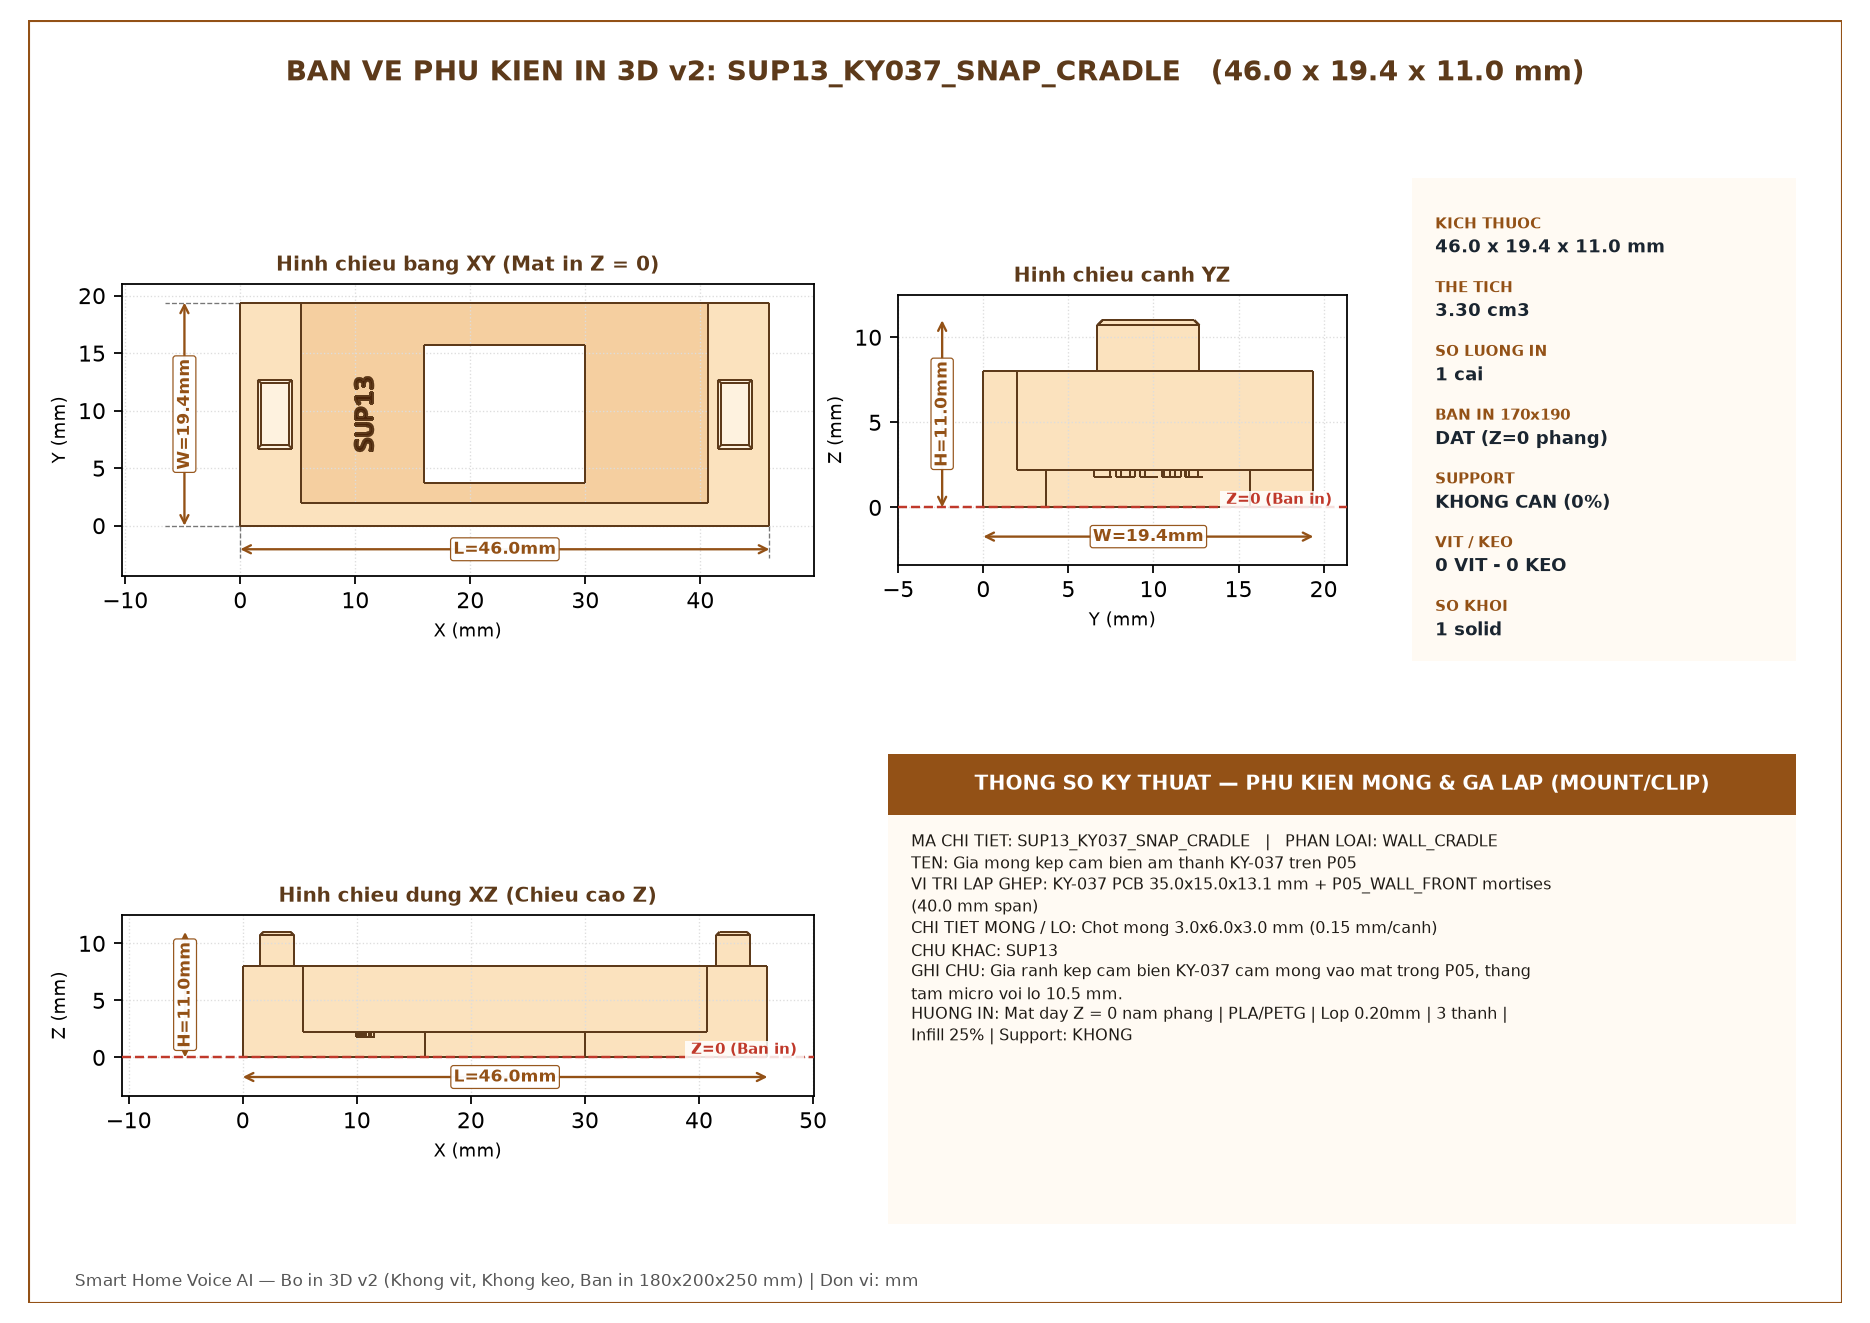 BAN VE PHU KIEN IN 3D v2: SUP13_KY037_SNAP_CRADLE (46.0 x 19.4 x 11.0 mm)
Hinh chieu bang XY (Mat in Z = 0)
20
15
10
5
0
Y (mm)
W=19.4mm
SUP13
L=46.0mm
−10
0
10
20
30
40
X (mm)
Hinh chieu canh YZ
10
5
0
Z (mm)
H=11.0mm
Z=0 (Ban in)
W=19.4mm
−5
0
5
10
15
20
Y (mm)
KICH THUOC
46.0 x 19.4 x 11.0 mm
THE TICH
3.30 cm3
SO LUONG IN
1 cai
BAN IN 170x190
DAT (Z=0 phang)
SUPPORT
KHONG CAN (0%)
VIT / KEO
0 VIT - 0 KEO
SO KHOI
1 solid
Hinh chieu dung XZ (Chieu cao Z)
10
5
0
Z (mm)
H=11.0mm
Z=0 (Ban in)
L=46.0mm
−10
0
10
20
30
40
50
X (mm)
THONG SO KY THUAT — PHU KIEN MONG & GA LAP (MOUNT/CLIP)
MA CHI TIET: SUP13_KY037_SNAP_CRADLE | PHAN LOAI: WALL_CRADLE
TEN: Gia mong kep cam bien am thanh KY-037 tren P05
VI TRI LAP GHEP: KY-037 PCB 35.0x15.0x13.1 mm + P05_WALL_FRONT mortises
(40.0 mm span)
CHI TIET MONG / LO: Chot mong 3.0x6.0x3.0 mm (0.15 mm/canh)
CHU KHAC: SUP13
GHI CHU: Gia ranh kep cam bien KY-037 cam mong vao mat trong P05, thang
tam micro voi lo 10.5 mm.
HUONG IN: Mat day Z = 0 nam phang | PLA/PETG | Lop 0.20mm | 3 thanh |
Infill 25% | Support: KHONG
Smart Home Voice AI — Bo in 3D v2 (Khong vit, Khong keo, Ban in 180x200x250 mm) | Don vi: mm